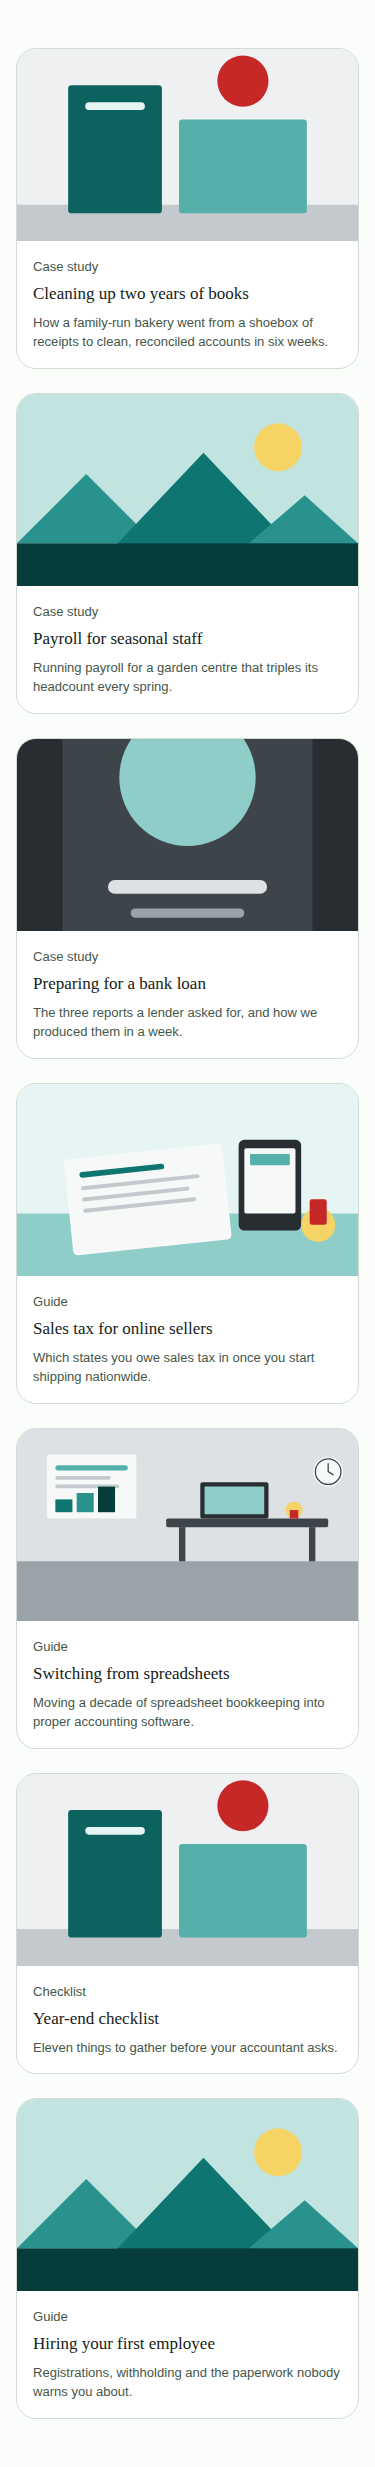 Case study
Cleaning up two years of books
How a family-run bakery went from a shoebox of
receipts to clean, reconciled accounts in six weeks.
Case study
Payroll for seasonal staff
Running payroll for a garden centre that triples its
headcount every spring.
Case study
Preparing for a bank loan
The three reports a lender asked for, and how we
produced them in a week.
Guide
Sales tax for online sellers
Which states you owe sales tax in once you start
shipping nationwide.
Guide
Switching from spreadsheets
Moving a decade of spreadsheet bookkeeping into
proper accounting software.
Checklist
Year-end checklist
Eleven things to gather before your accountant asks.
Guide
Hiring your first employee
Registrations, withholding and the paperwork nobody
warns you about.